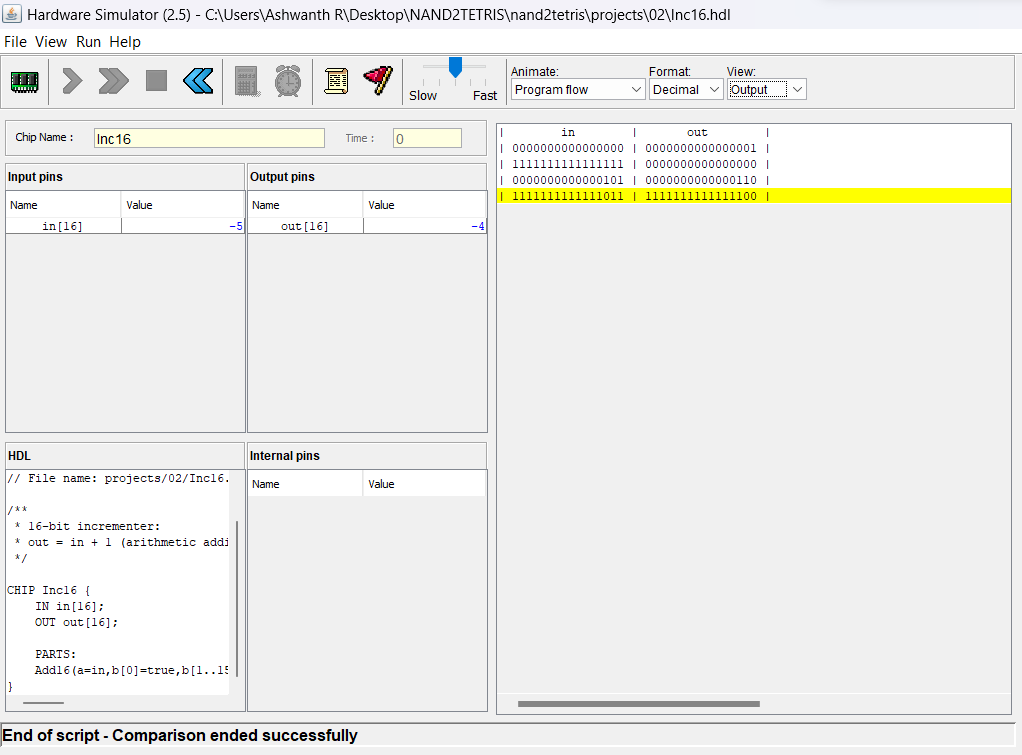 Hardware Simulator (2.5) - C:\Users\Ashwanth R\Desktop\NAND2TETRIS\nand2tetris\projects\02\Inc16.hdl
File View Run Help
Slow Fast
Animate: Format: View:
Program flow Decimal Output
Chip Name : Inc16 Time : 0
Input pins
Name Value
in[16] -5
Output pins
Name Value
out[16] -4
HDL
// File name: projects/02/Inc16.
/**
* 16-bit incrementer:
* out = in + 1 (arithmetic addi
*/
CHIP Inc16 {
IN in[16];
OUT out[16];
PARTS:
Add16(a=in,b[0]=true,b[1..15
}
Internal pins
Name Value
| in | out |
| 0000000000000000 | 0000000000000001 |
| 1111111111111111 | 0000000000000000 |
| 0000000000000101 | 0000000000000110 |
| 1111111111111011 | 1111111111111100 |
End of script - Comparison ended successfully